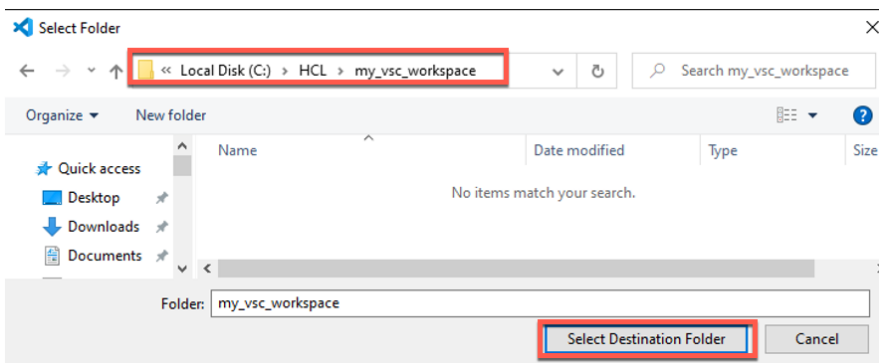 Select Folder
« Local Disk (C:) › HCL › my_vsc_workspace
Search my_vsc_workspace
Organize
New folder
Name
Date modified
Type
Size
Quick access
Desktop
Downloads
Documents
No items match your search.
Folder: my_vsc_workspace
Select Destination Folder
Cancel